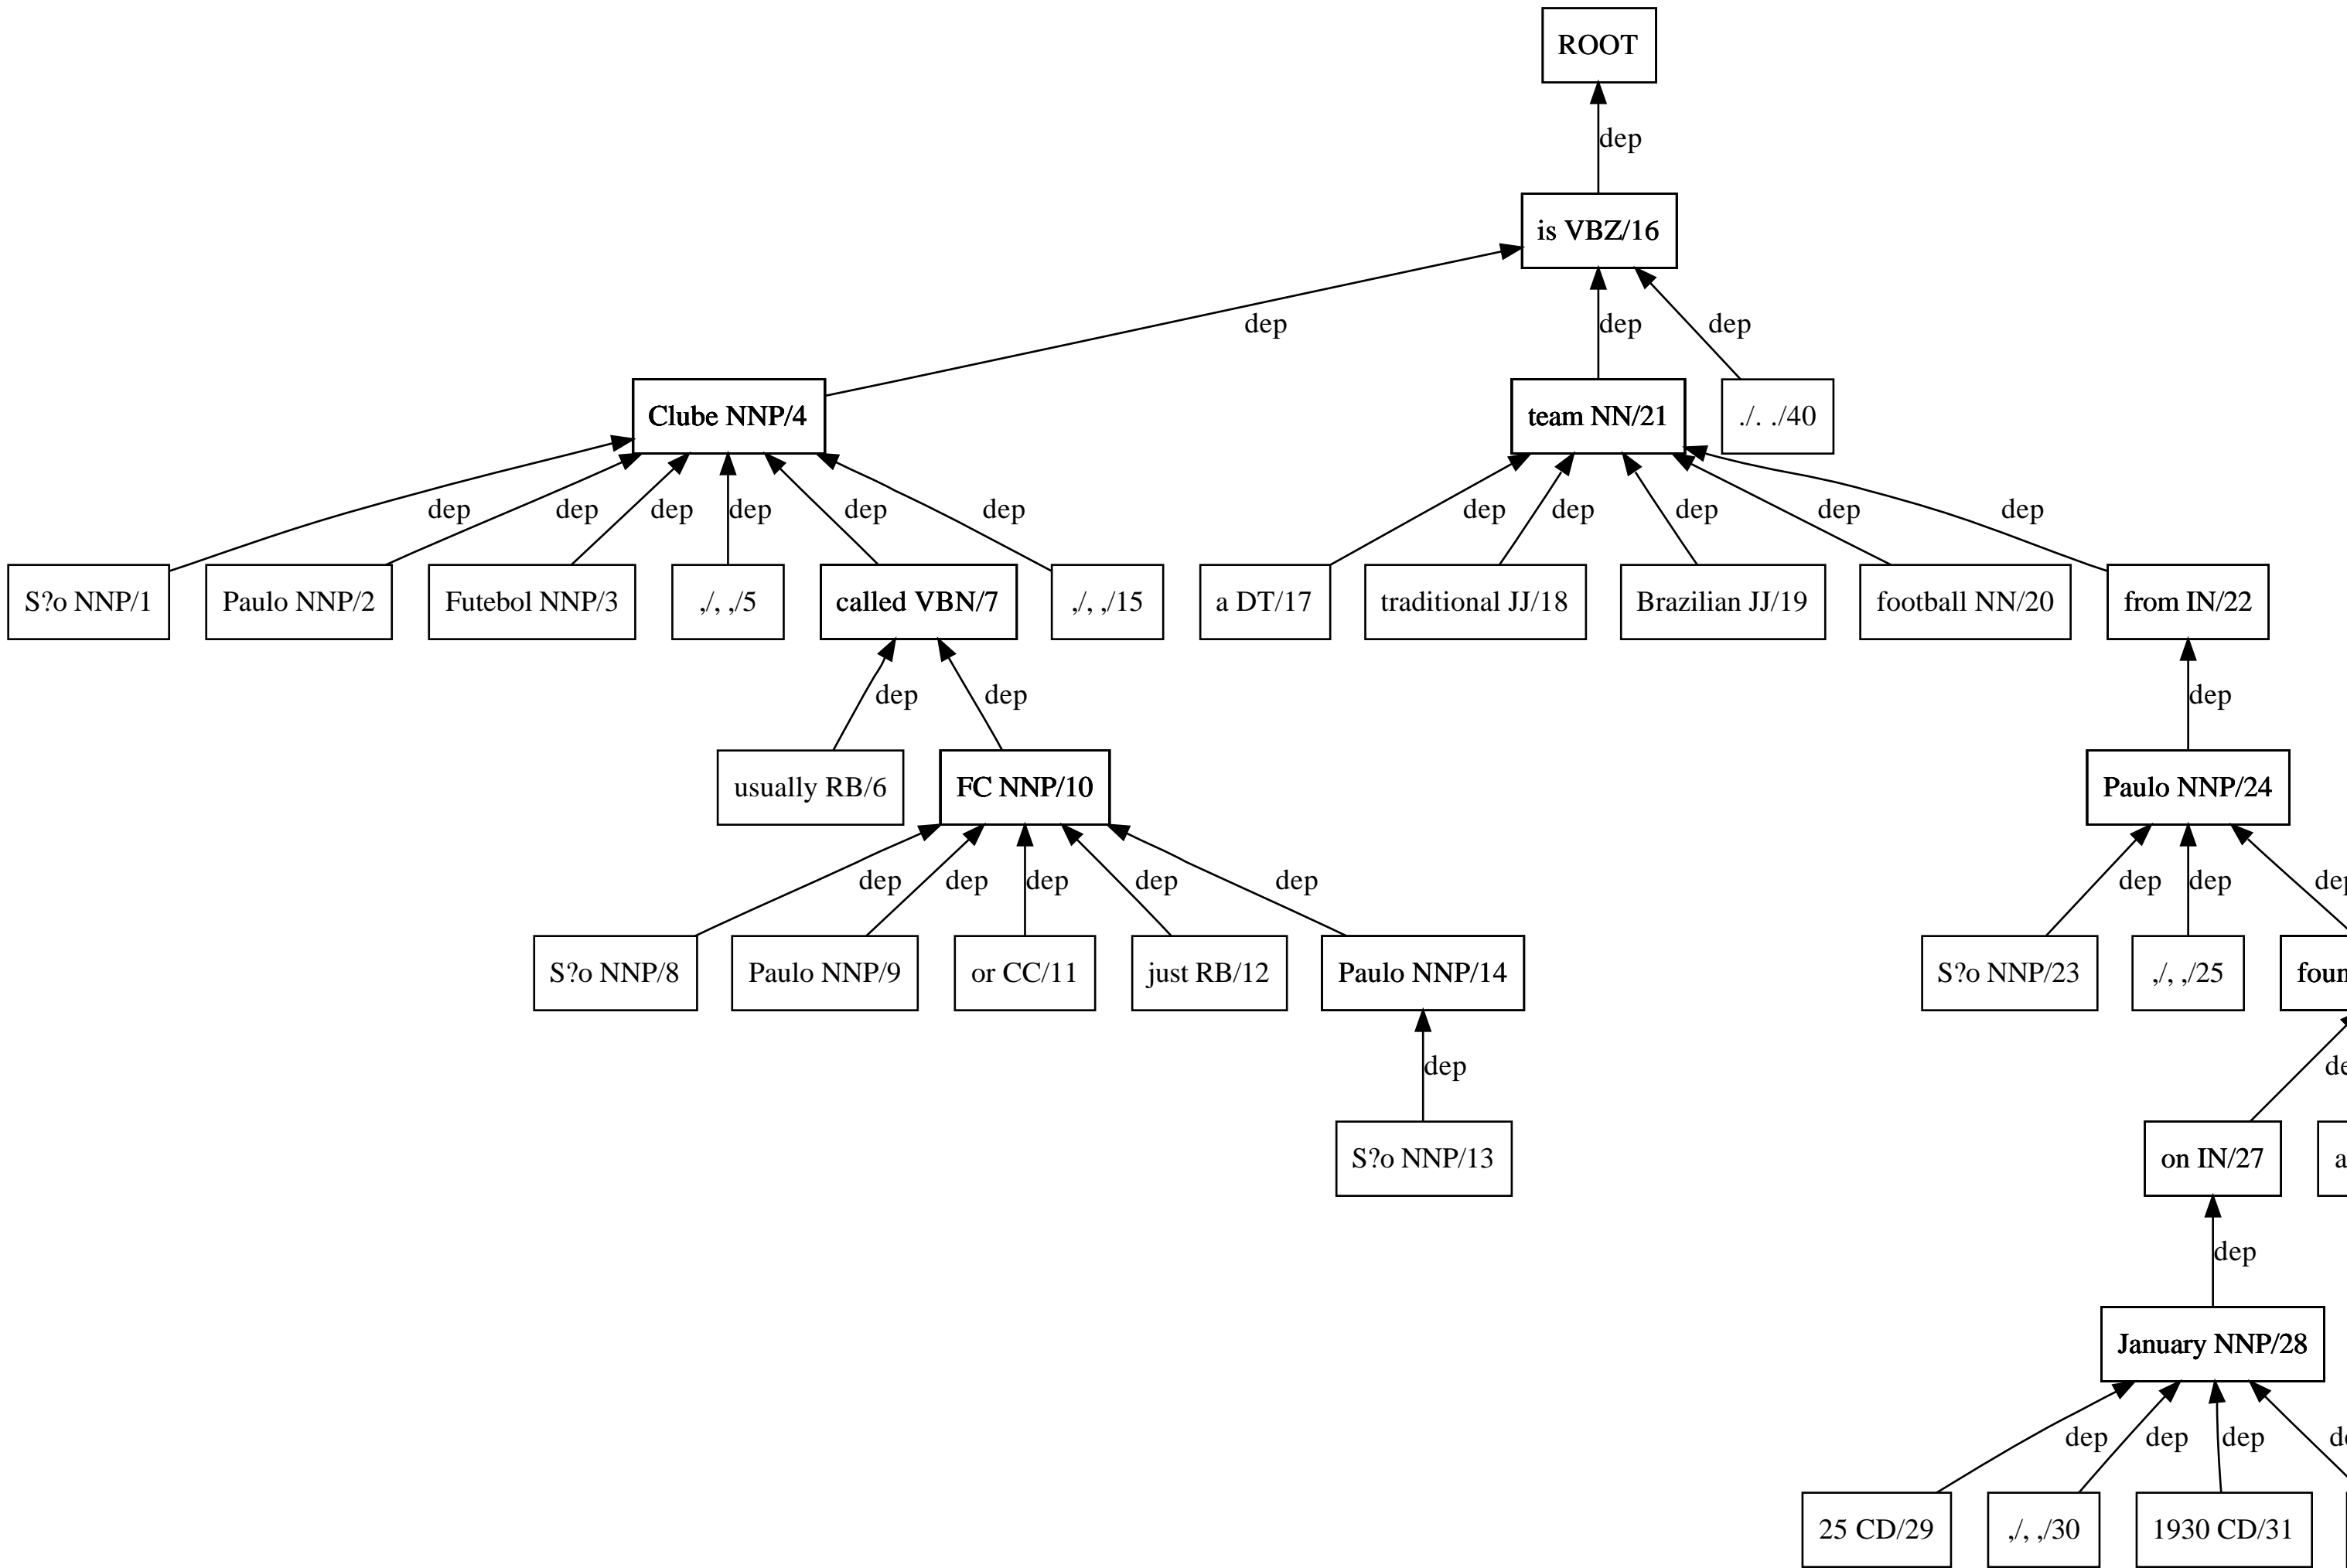 ROOT
dep
is VBZ/16
dep dep dep
Clube NNP/4 team NN/21 ./. ./40
dep dep dep dep dep dep dep dep dep dep dep
S?o NNP/1 Paulo NNP/2 Futebol NNP/3 ,/, ,/5 called VBN/7 ,/, ,/15 a DT/17 traditional JJ/18 Brazilian JJ/19 football NN/20 from IN/22
dep dep dep
usually RB/6 FC NNP/10 Paulo NNP/24
dep dep dep dep dep dep dep dep
S?o NNP/8 Paulo NNP/9 or CC/11 just RB/12 Paulo NNP/14 S?o NNP/23 ,/, ,/25 foun
dep de
S?o NNP/13 on IN/27 a
dep
January NNP/28
dep dep dep de
25 CD/29 ,/, ,/30 1930 CD/31